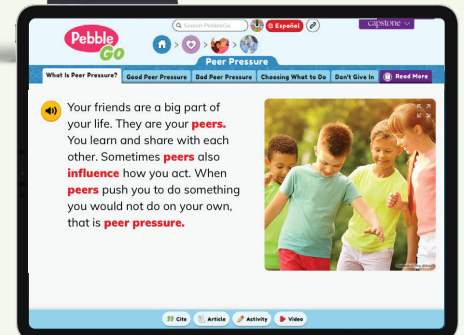 Pebble
Go
Search PebbleGo
Español
capstone
> > >
Peer Pressure
What Is Peer Pressure?
Good Peer Pressure
Bad Peer Pressure
Choosing What to Do
Don't Give In
Read More
Your friends are a big part of
your life. They are your peers.
You learn and share with each
other. Sometimes peers also
influence how you act. When
peers push you to do something
you would not do on your own,
that is peer pressure.
Cite
Article
Activity
Video